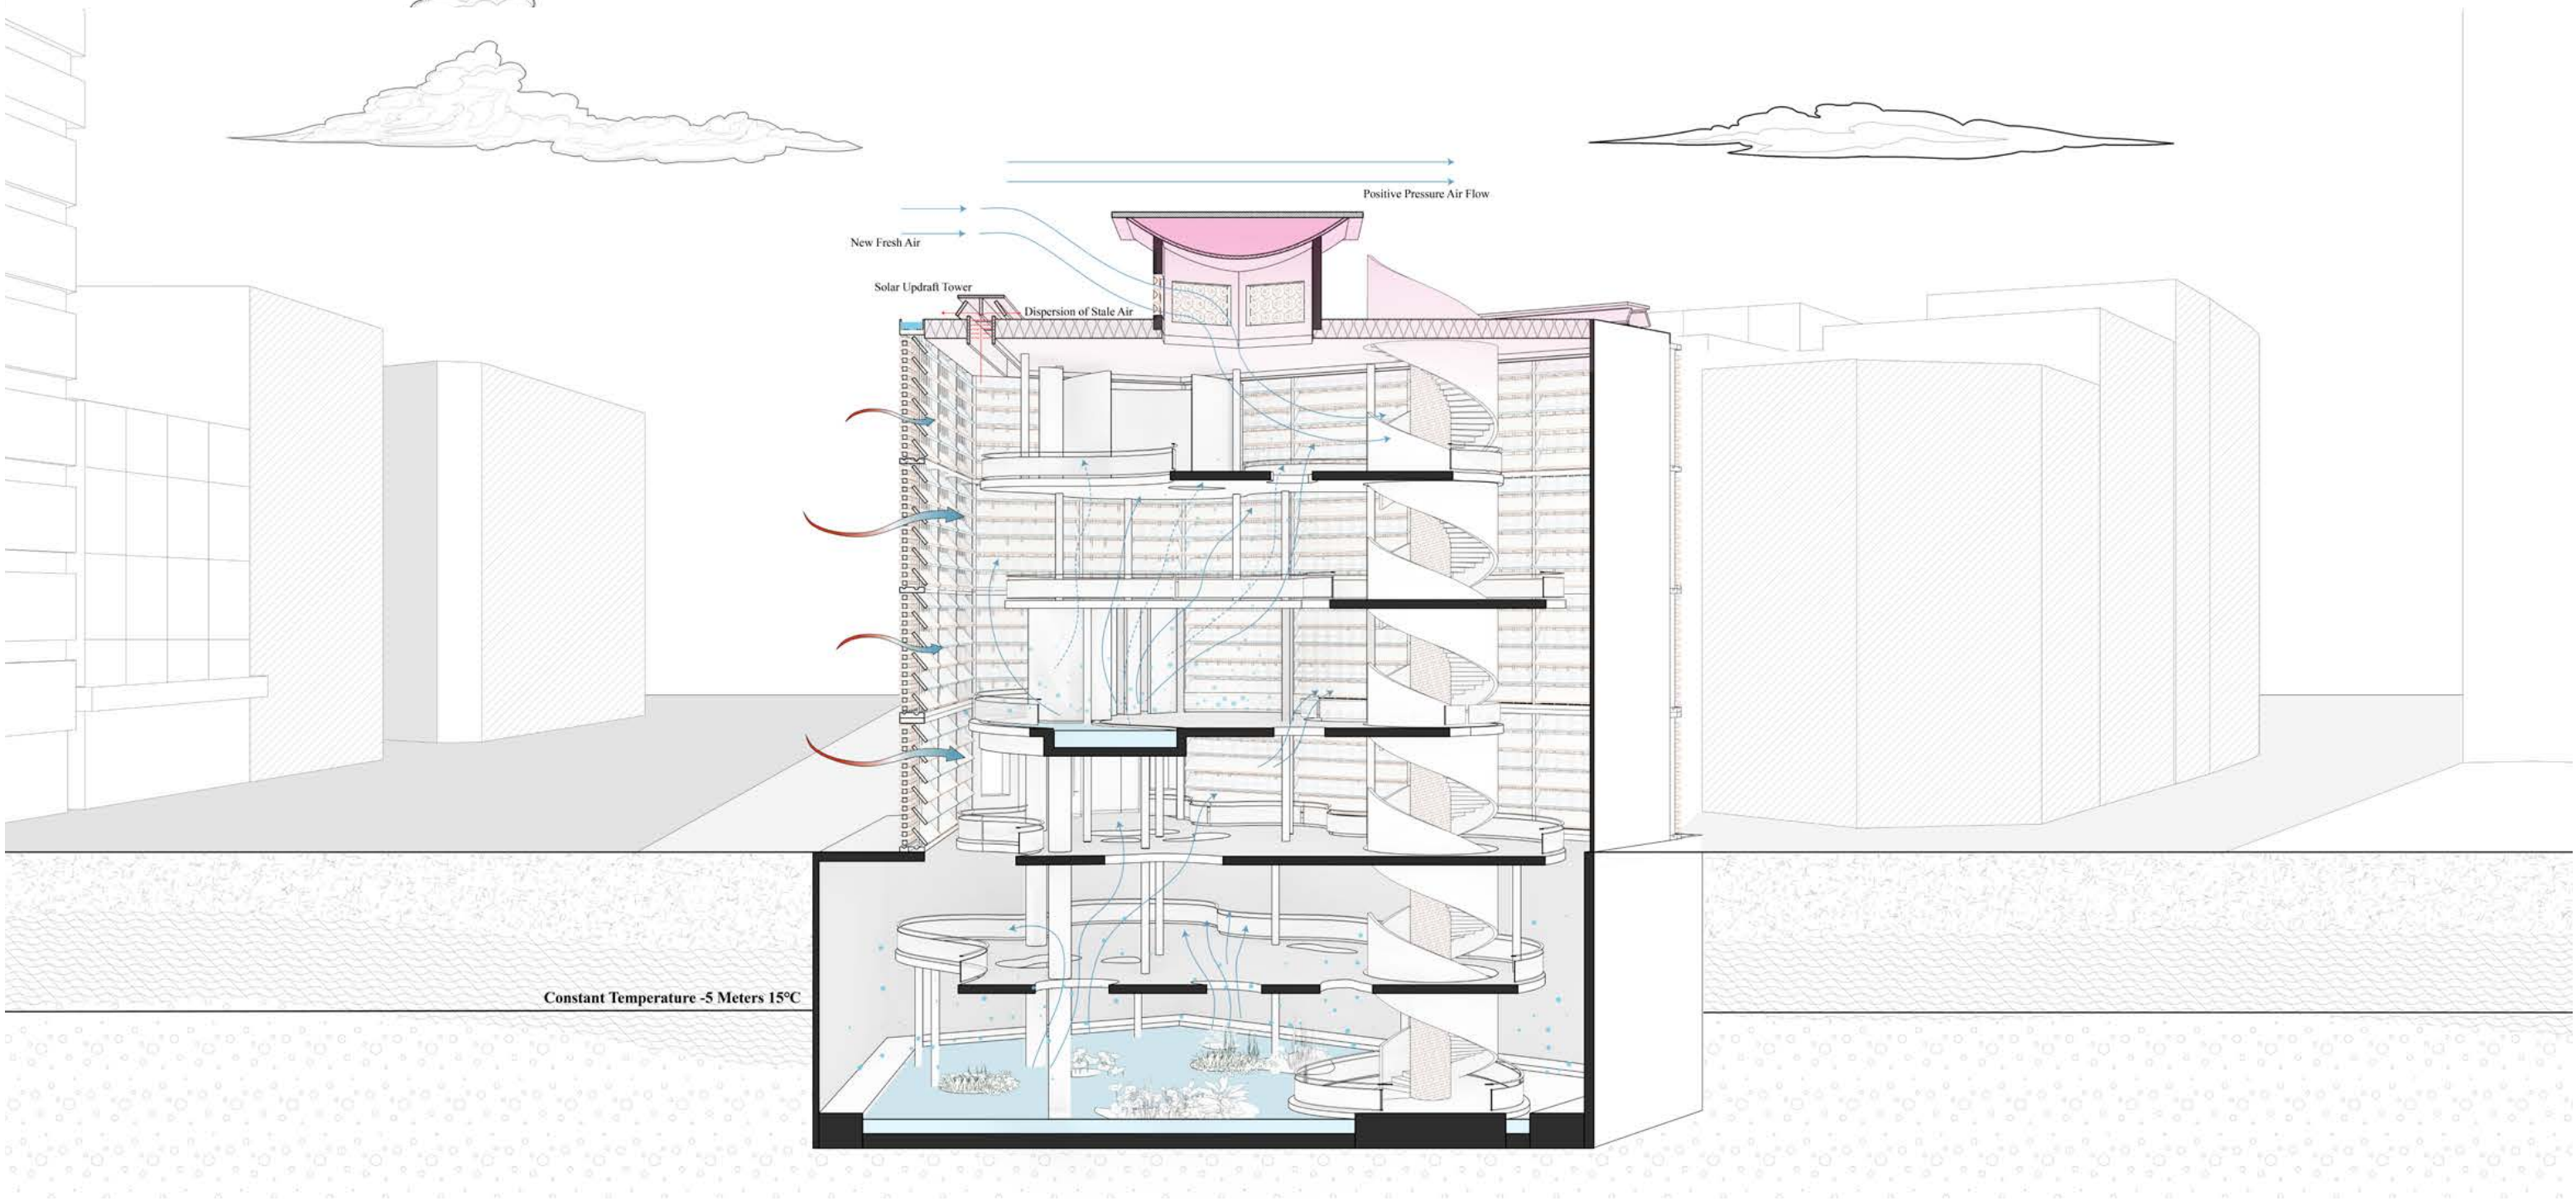 Positive Pressure Air Flow
New Fresh Air
Solar Updraft Tower
Dispersion of Stale Air
Constant Temperature -5 Meters 15°C